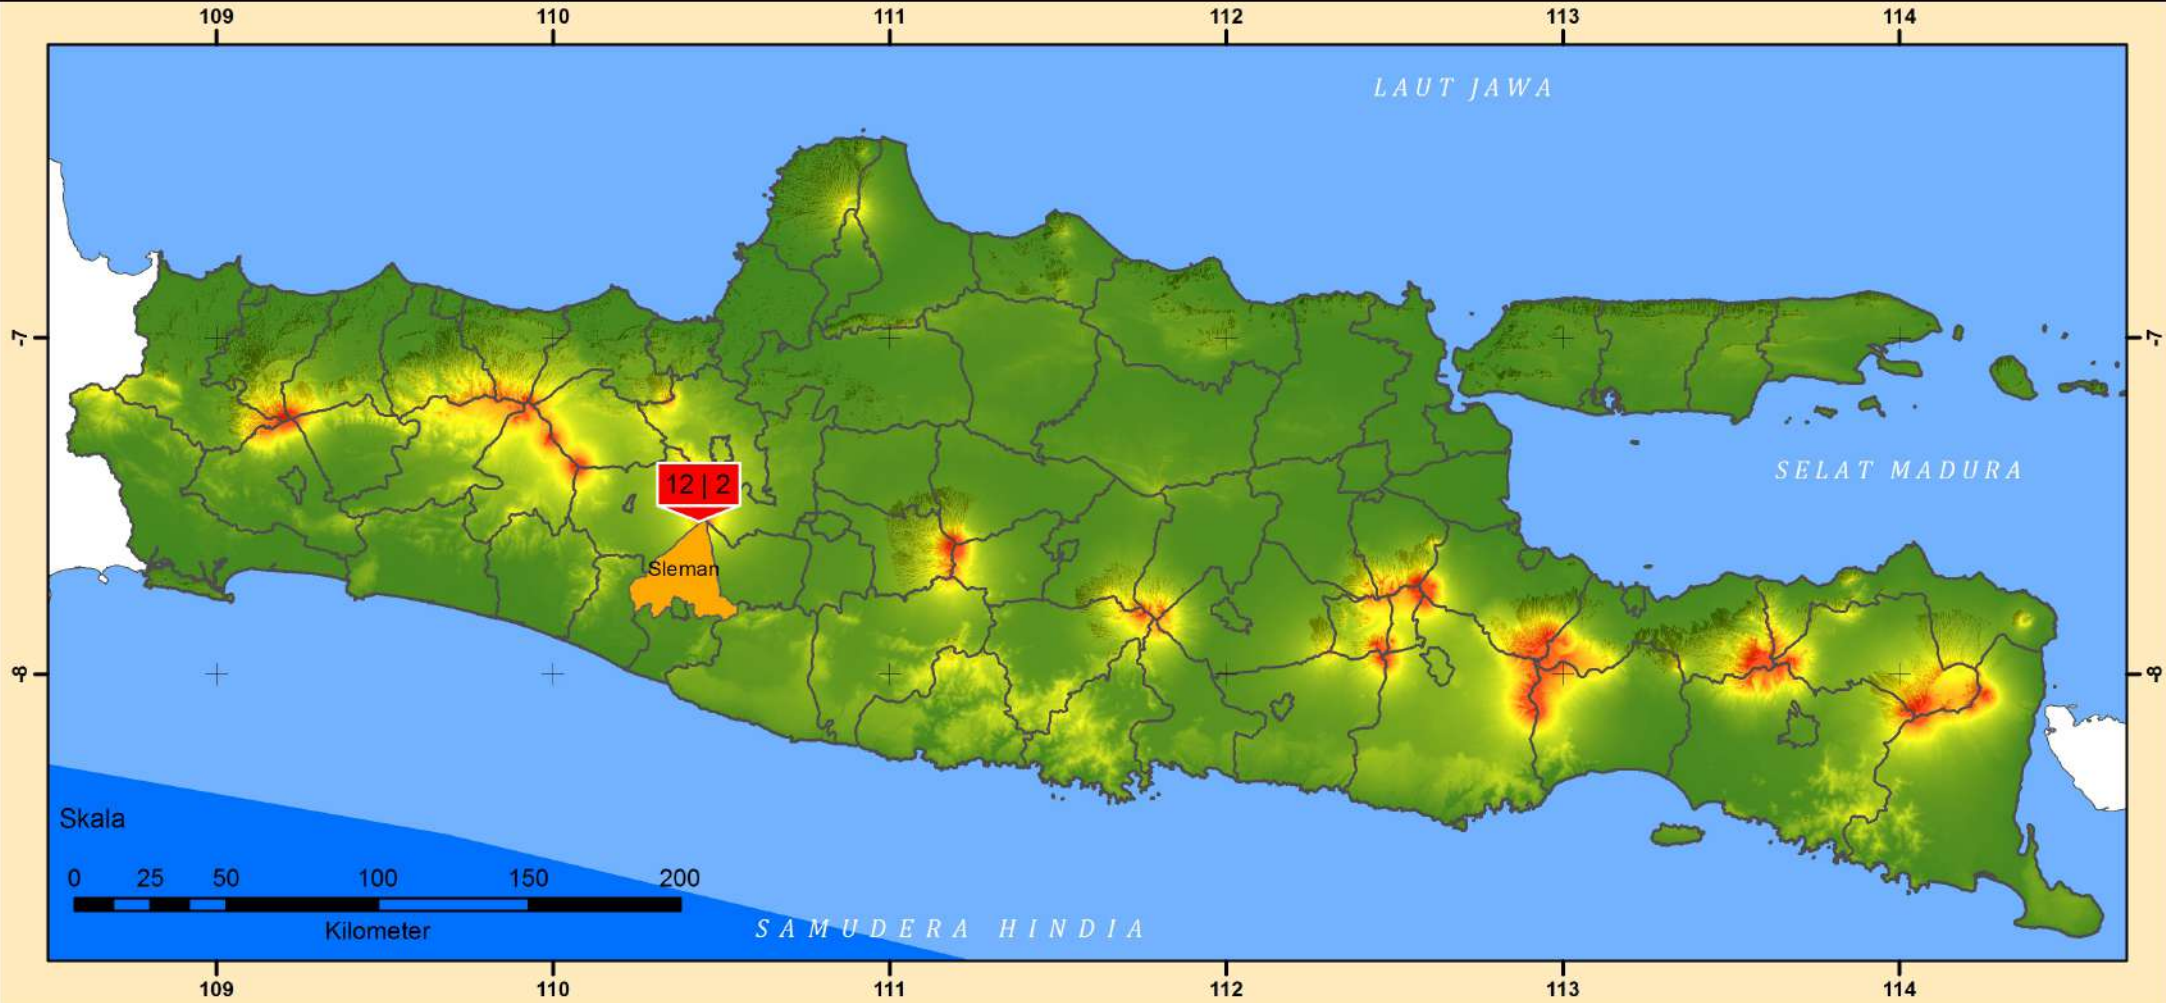 109 110 111 112 113 114
LAUT JAWA
-7 -7
SELAT MADURA
12 | 2
Sleman
-8 -8
Skala
0 25 50 100 150 200
Kilometer
SAMUDERA HINDIA
109 110 111 112 113 114